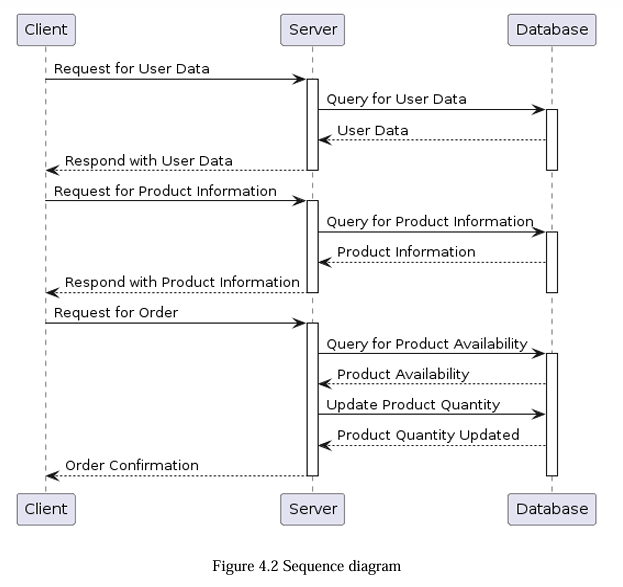 Client Server Database
Request for User Data
Query for User Data
User Data
Respond with User Data
Request for Product Information
Query for Product Information
Product Information
Respond with Product Information
Request for Order
Query for Product Availability
Product Availability
Update Product Quantity
Product Quantity Updated
Order Confirmation
Client Server Database
Figure 4.2 Sequence diagram